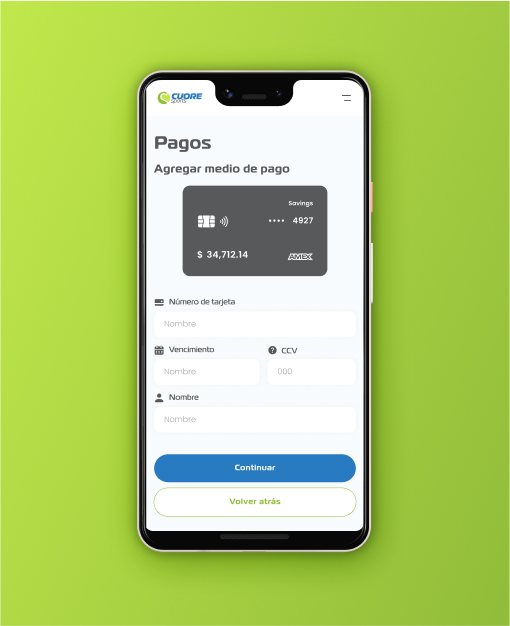 CUORE
sports
Pagos
Agregar medio de pago
Savings
•••• 4927
$ 34,712.14
AMEX
Número de tarjeta
Nombre
Vencimiento
CCV
Nombre
000
Nombre
Nombre
Continuar
Volver atrás